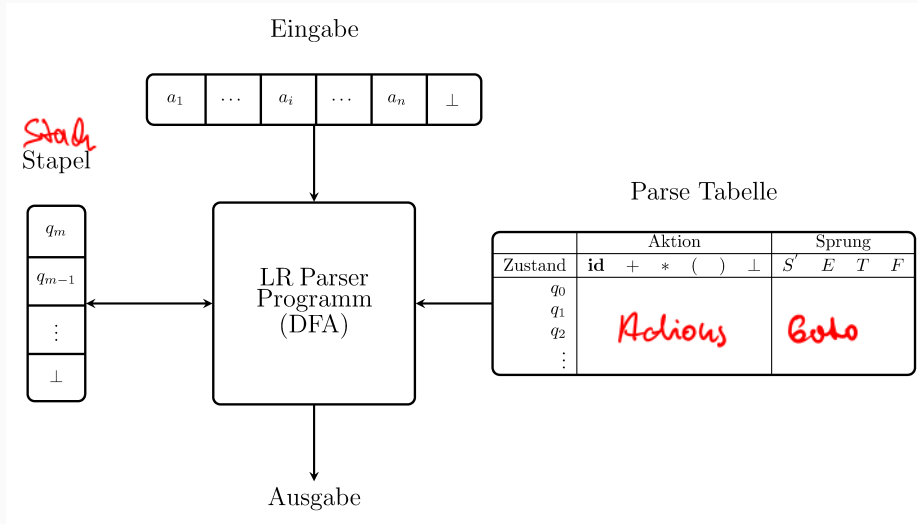 Eingabe
a₁ ... aᵢ ... aₙ ⊥
Stack
Stapel
qₘ
qₘ₋₁
⋮
⊥
LR Parser
Programm
(DFA)
Parse Tabelle
Aktion Sprung
Zustand id + * ( ) ⊥ S′ E T F
q₀
q₁
q₂
⋮
Actions Goto
Ausgabe